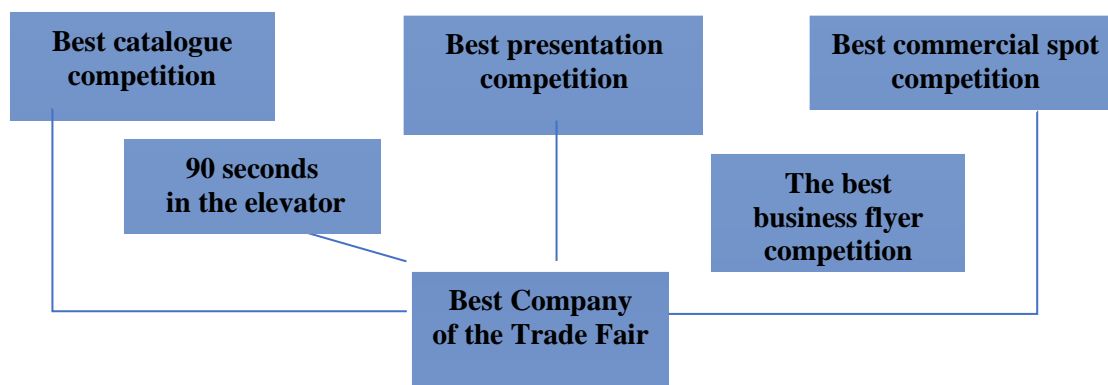 Best catalogue
competition
Best presentation
competition
Best commercial spot
competition
90 seconds
in the elevator
The best
business flyer
competition
Best Company
of the Trade Fair